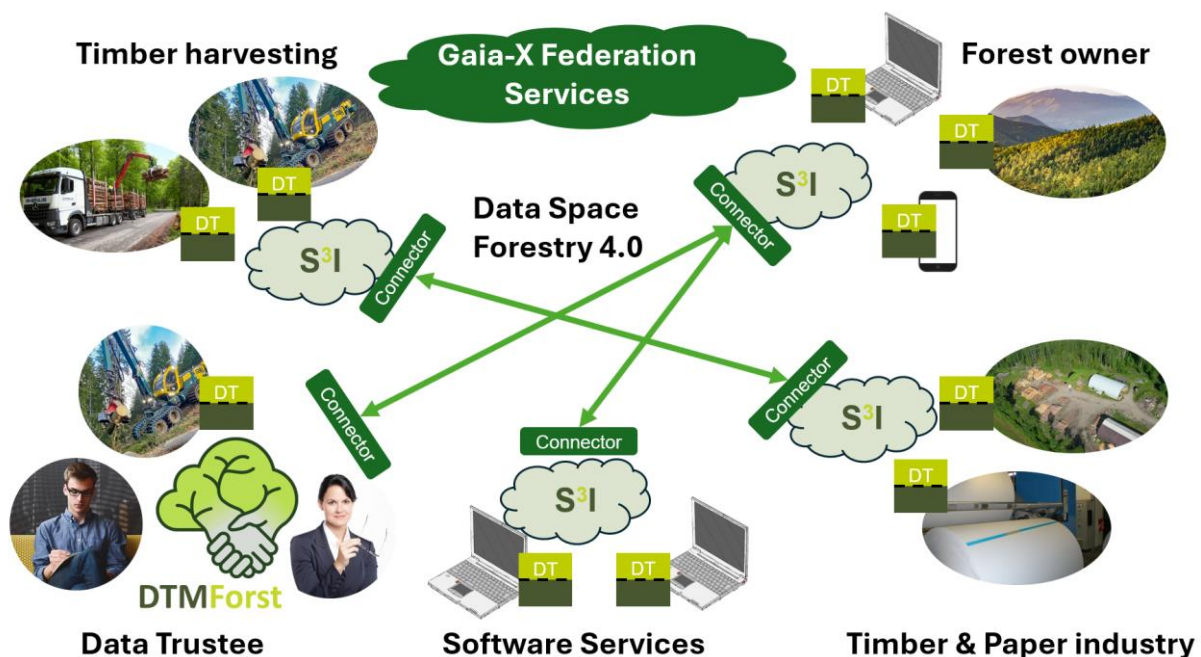 Timber harvesting
Gaia-X Federation
Services
Forest owner
DT
DT
DT
DT
DT
S³I
S³I
Connector
Connector
Data Space
Forestry 4.0
DT
Connector
Connector
Connector
DT
DT
S³I
S³I
DT
DT
DTMForst
Data Trustee
Software Services
Timber & Paper industry